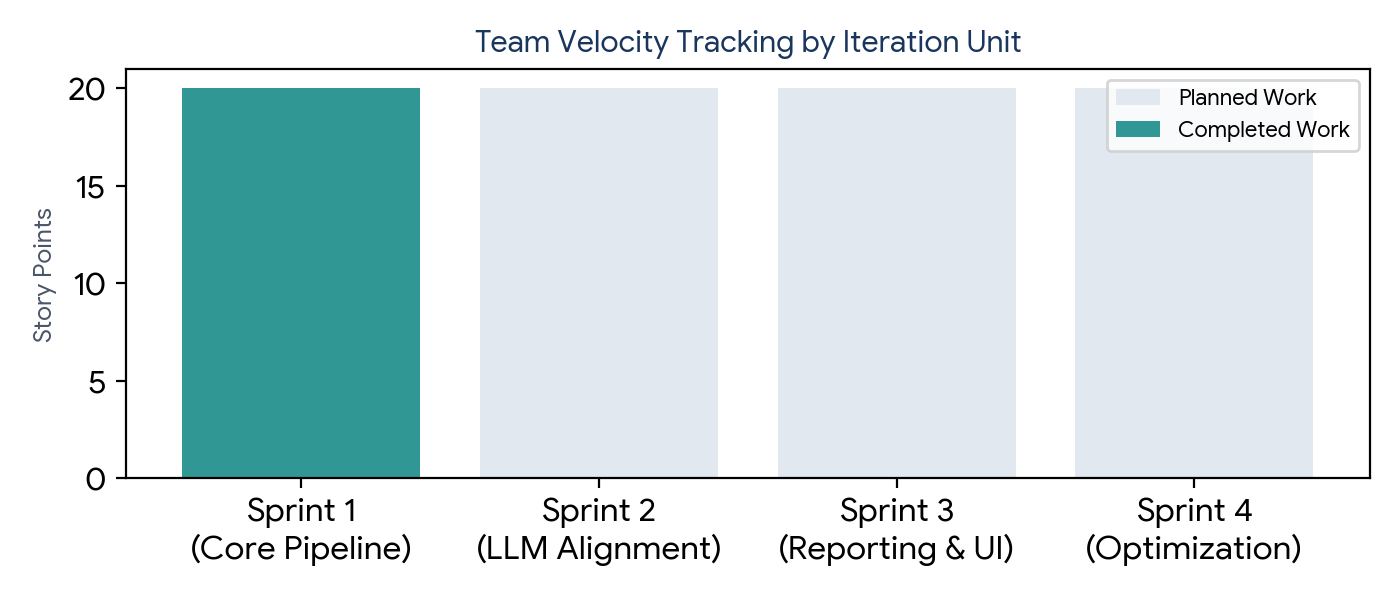 Team Velocity Tracking by Iteration Unit
Planned Work
Completed Work
Story Points
20
15
10
5
0
Sprint 1
(Core Pipeline)
Sprint 2
(LLM Alignment)
Sprint 3
(Reporting & UI)
Sprint 4
(Optimization)